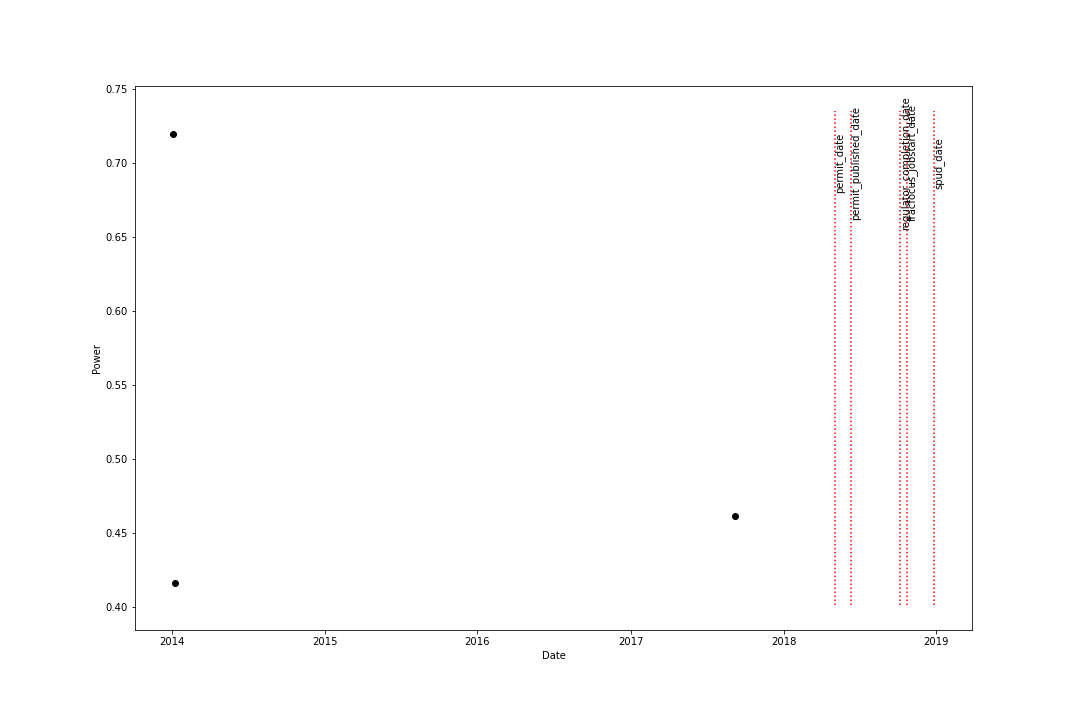 0.75
0.70
0.65
0.60
0.55
0.50
0.45
0.40
Power
permit_date
permit_published_date
regulator_completion_date
fracfocus_jobstart_date
spud_date
2014
2015
2016
2017
2018
2019
Date